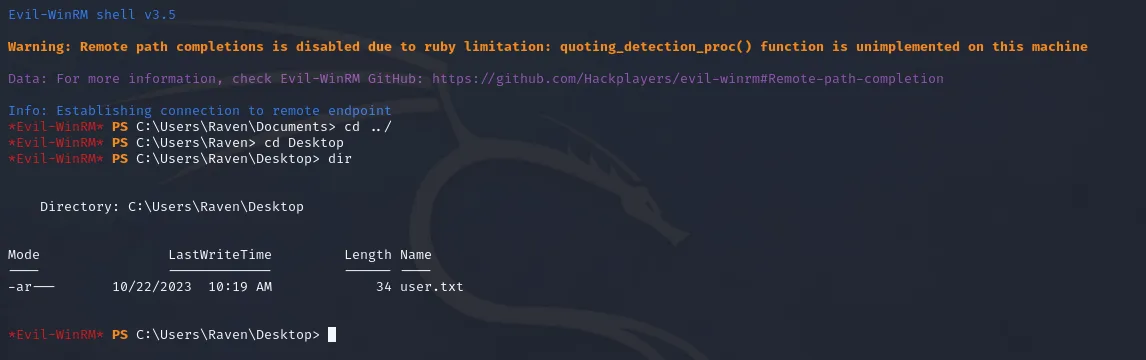 Evil-WinRM shell v3.5
Warning: Remote path completions is disabled due to ruby limitation: quoting_detection_proc() function is unimplemented on this machine
Data: For more information, check Evil-WinRM GitHub: https://github.com/Hackplayers/evil-winrm#Remote-path-completion
Info: Establishing connection to remote endpoint
*Evil-WinRM* PS C:\Users\Raven\Documents> cd ../
*Evil-WinRM* PS C:\Users\Raven> cd Desktop
*Evil-WinRM* PS C:\Users\Raven\Desktop> dir
Directory: C:\Users\Raven\Desktop
Mode                LastWriteTime         Length Name
----                -------------         ------ ----
-ar---       10/22/2023  10:19 AM             34 user.txt
*Evil-WinRM* PS C:\Users\Raven\Desktop>